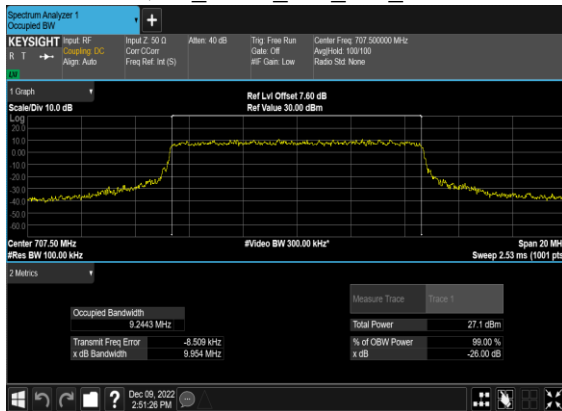 Spectrum Analyzer 1
Occupied BW
KEYSIGHT
R T
Input: RF
Coupling: DC
Align: Auto
Input Z: 50 Ω
Corr CCorr
Freq Ref: Int (S)
Atten: 40 dB
Trig: Free Run
Gate: Off
#IF Gain: Low
Center Freq: 707.500000 MHz
Avg|Hold: 100/100
Radio Std: None
1 Graph
Scale/Div 10.0 dB
Ref Lvl Offset 7.60 dB
Ref Value 30.00 dBm
Log
20.0
10.0
0.00
-10.0
-20.0
-30.0
-40.0
-50.0
-60.0
Center 707.50 MHz
#Res BW 100.00 kHz
#Video BW 300.00 kHz*
Span 20 MH
Sweep 2.53 ms (1001 pts
2 Metrics
Measure Trace
Trace 1
Occupied Bandwidth
9.2443 MHz
Total Power
27.1 dBm
Transmit Freq Error
-8.509 kHz
% of OBW Power
99.00 %
x dB Bandwidth
9.954 MHz
x dB
-26.00 dB
?
Dec 09, 2022
2:51:26 PM